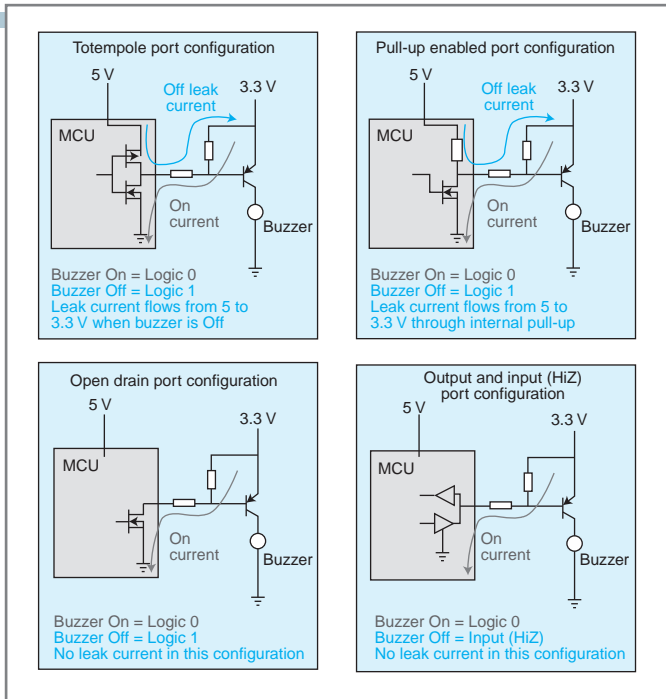 Totempole port configuration
5 V
3.3 V
Off leak
current
MCU
On
current
Buzzer
Buzzer On = Logic 0
Buzzer Off = Logic 1
Leak current flows from 5 to
3.3 V when buzzer is Off
Pull-up enabled port configuration
5 V
3.3 V
Off leak
current
MCU
On
current
Buzzer
Buzzer On = Logic 0
Buzzer Off = Logic 1
Leak current flows from 5 to
3.3 V through internal pull-up
Open drain port configuration
5 V
3.3 V
MCU
On
current
Buzzer
Buzzer On = Logic 0
Buzzer Off = Logic 1
No leak current in this configuration
Output and input (HiZ)
port configuration
5 V
3.3 V
MCU
On
current
Buzzer
Buzzer On = Logic 0
Buzzer Off = Input (HiZ)
No leak current in this configuration